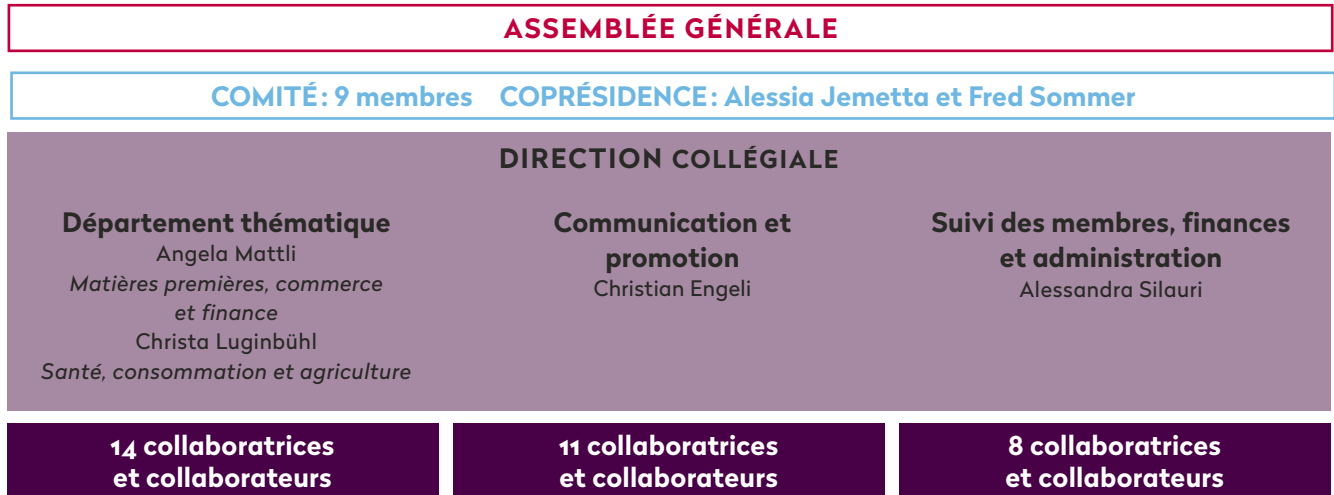 ASSEMBLÉE GÉNÉRALE
COMITÉ: 9 membres COPRÉSIDENCE: Alessia Jemetta et Fred Sommer
DIRECTION COLLÉGIALE
Département thématique
Angela Mattli
Matières premières, commerce
et finance
Christa Luginbühl
Santé, consommation et agriculture
Communication et
promotion
Christian Engeli
Suivi des membres, finances
et administration
Alessandra Silauri
14 collaboratrices
et collaborateurs
11 collaboratrices
et collaborateurs
8 collaboratrices
et collaborateurs